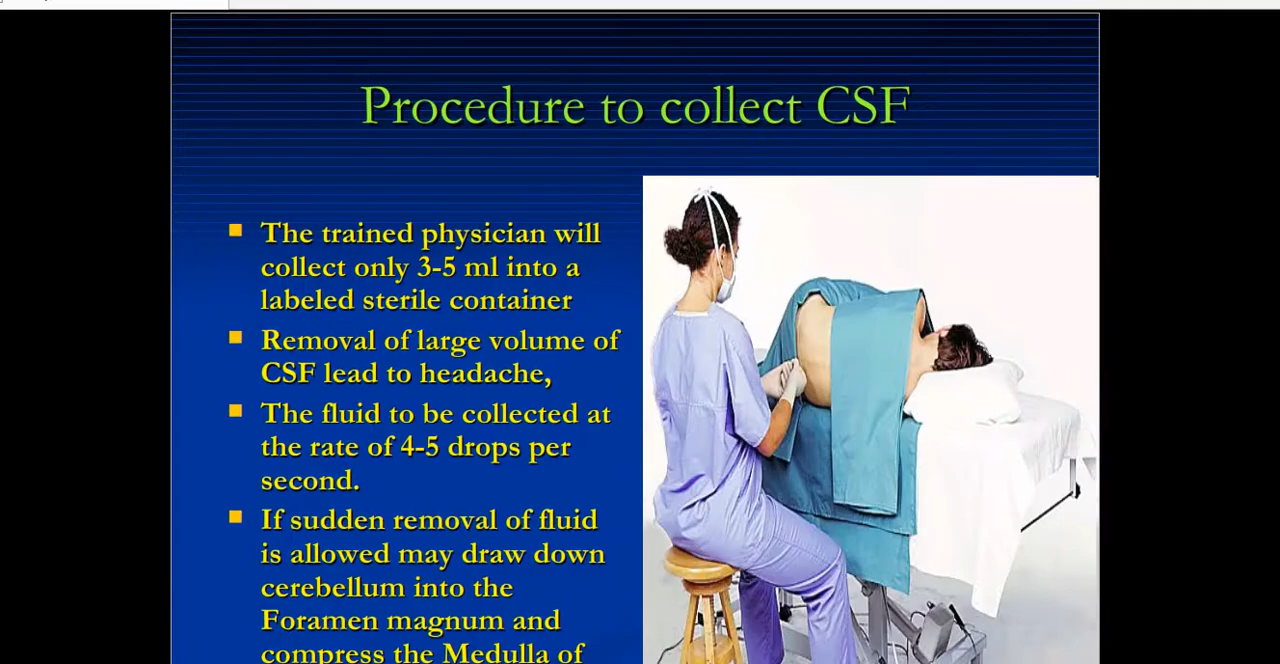 Procedure to collect CSF
The trained physician will
collect only 3-5 ml into a
labeled sterile container
Removal of large volume of
CSF lead to headache,
The fluid to be collected at
the rate of 4-5 drops per
second.
If sudden removal of fluid
is allowed may draw down
cerebellum into the
Foramen magnum and
compress the Medulla of